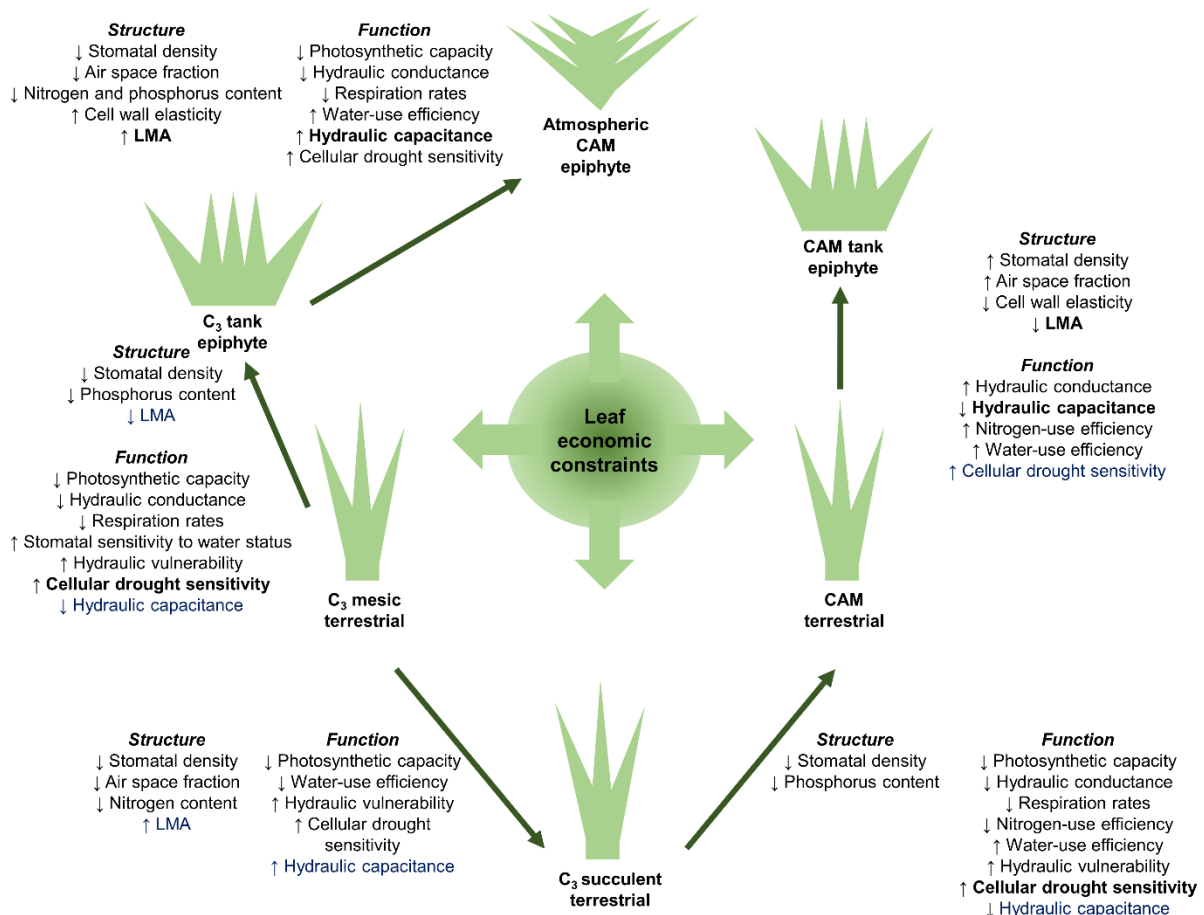 Structure
↓ Stomatal density
↓ Air space fraction
↓ Nitrogen and phosphorus content
↑ Cell wall elasticity
↑ LMA
Function
↓ Photosynthetic capacity
↓ Hydraulic conductance
↓ Respiration rates
↑ Water-use efficiency
↑ Hydraulic capacitance
↑ Cellular drought sensitivity
Atmospheric
CAM
epiphyte
CAM tank
epiphyte
Structure
↑ Stomatal density
↑ Air space fraction
↓ Cell wall elasticity
↓ LMA
Function
↑ Hydraulic conductance
↓ Hydraulic capacitance
↑ Nitrogen-use efficiency
↑ Water-use efficiency
↑ Cellular drought sensitivity
C₃ tank
epiphyte
Structure
↓ Stomatal density
↓ Phosphorus content
↓ LMA
Function
↓ Photosynthetic capacity
↓ Hydraulic conductance
↓ Respiration rates
↑ Stomatal sensitivity to water status
↑ Hydraulic vulnerability
↑ Cellular drought sensitivity
↓ Hydraulic capacitance
Leaf
economic
constraints
C₃ mesic
terrestrial
CAM
terrestrial
Structure
↓ Stomatal density
↓ Air space fraction
↓ Nitrogen content
↑ LMA
Function
↓ Photosynthetic capacity
↓ Water-use efficiency
↑ Hydraulic vulnerability
↑ Cellular drought
sensitivity
↑ Hydraulic capacitance
C₃ succulent
terrestrial
Structure
↓ Stomatal density
↓ Phosphorus content
Function
↓ Photosynthetic capacity
↓ Hydraulic conductance
↓ Respiration rates
↓ Nitrogen-use efficiency
↑ Water-use efficiency
↑ Hydraulic vulnerability
↑ Cellular drought sensitivity
↓ Hydraulic capacitance